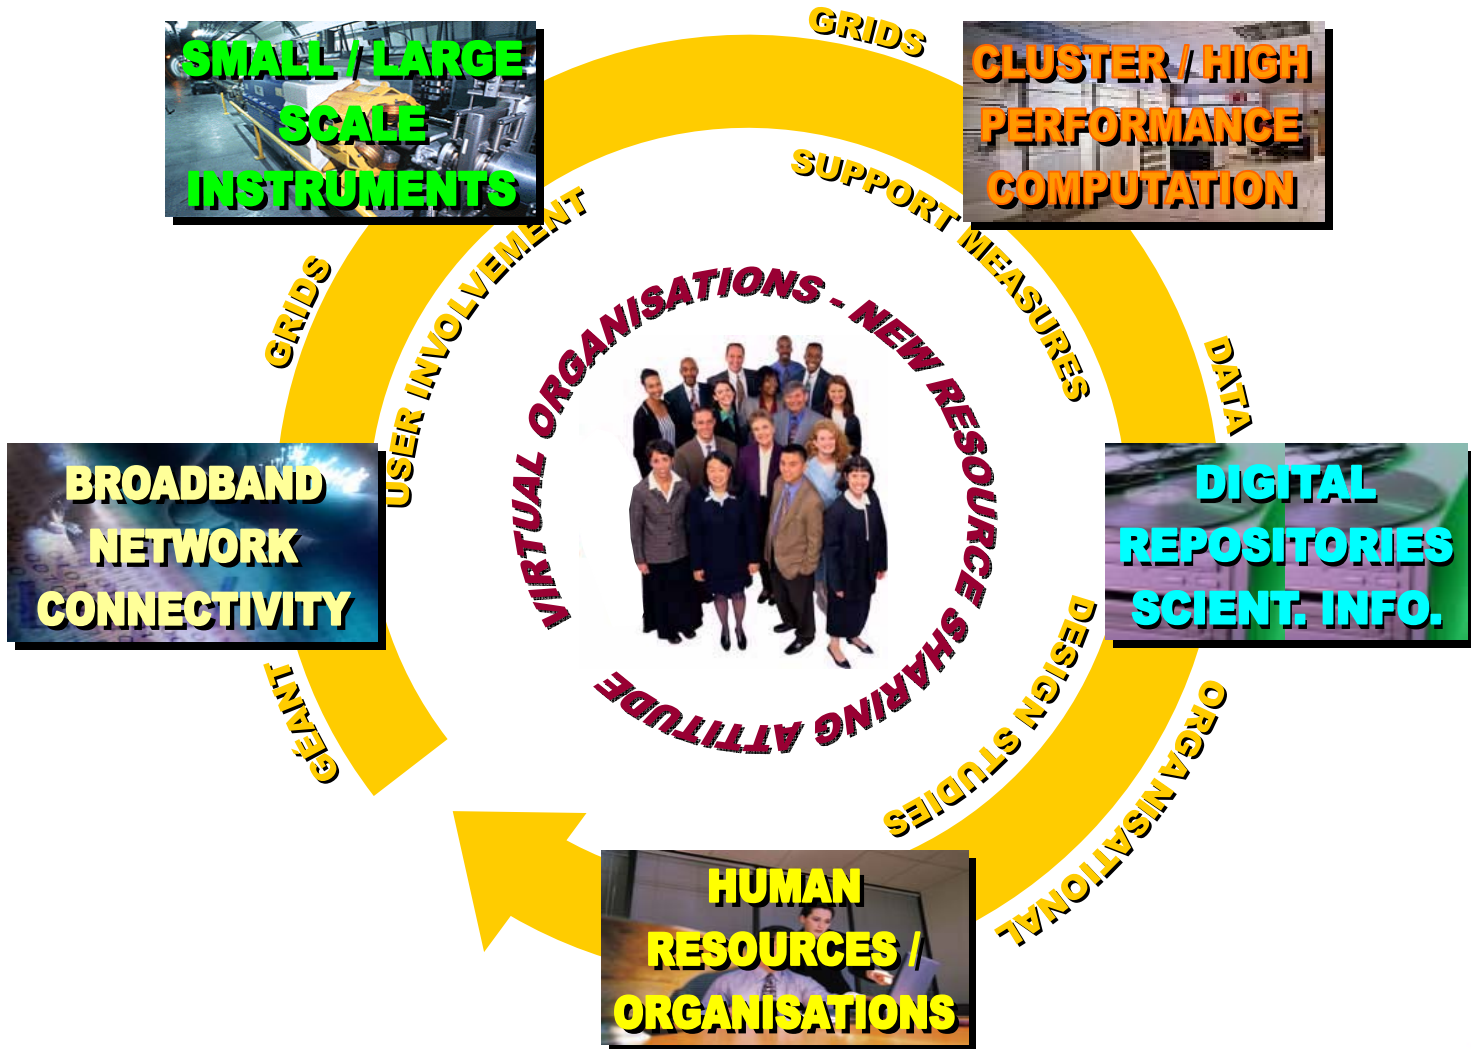 GRIDS
SMALL / LARGE
SCALE
INSTRUMENTS
CLUSTER / HIGH
PERFORMANCE
COMPUTATION
SUPPORT MEASURES
USER INVOLVEMENT
GRIDS
VIRTUAL ORGANISATIONS - NEW RESOURCE SHARING ATTITUDE
DATA
BROADBAND
NETWORK
CONNECTIVITY
DIGITAL
REPOSITORIES
SCIENT. INFO.
DESIGN STUDIES
GÉANT
ORGANISATIONAL
HUMAN
RESOURCES /
ORGANISATIONS